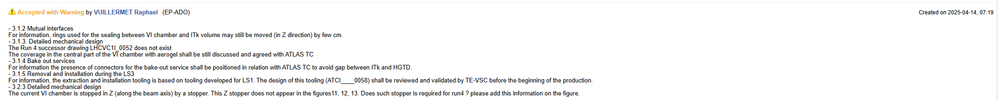 Accepted with Warning by VUILLERMET Raphael (EP-ADO) Created on 2025-04-14, 07:19
- 3.1.2 Mutual interfaces
For information, rings used for the sealing between VI chamber and ITk volume may still be moved (in Z direction) by few cm.
- 3.1.3. Detailed mechanical design
The Run 4 successor drawing LHCVC1I_0052 does not exist
The coverage in the central part of the VI chamber with aerogel shall be still discussed and agreed with ATLAS TC
- 3.1.4 Bake out services
For information the presence of connectors for the bake-out service shall be positioned in relation with ATLAS TC to avoid gap between ITk and HGTD.
- 3.1.5 Removal and installation during the LS3
For information, the extraction and installation tooling is based on tooling developed for LS1. The design of this tooling (ATCI____0058) shall be reviewed and validated by TE-VSC before the beginning of the production.
- 3.2.3 Detailed mechanical design
The current VI chamber is stopped in Z (along the beam axis) by a stopper. This Z stopper does not appear in the figures11, 12, 13. Does such stopper is required for run4 ? please add this information on the figure.